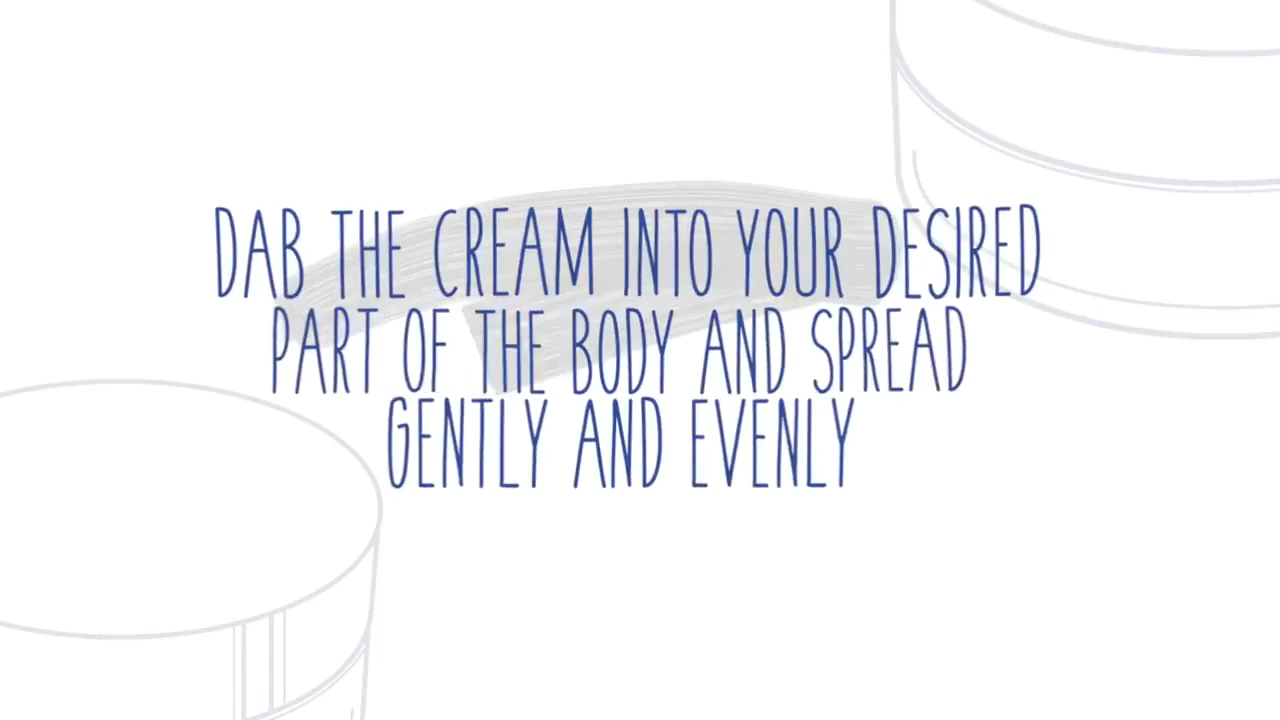 DAB THE CREAM INTO YOUR DESIRED
PART OF THE BODY AND SPREAD
GENTLY AND EVENLY